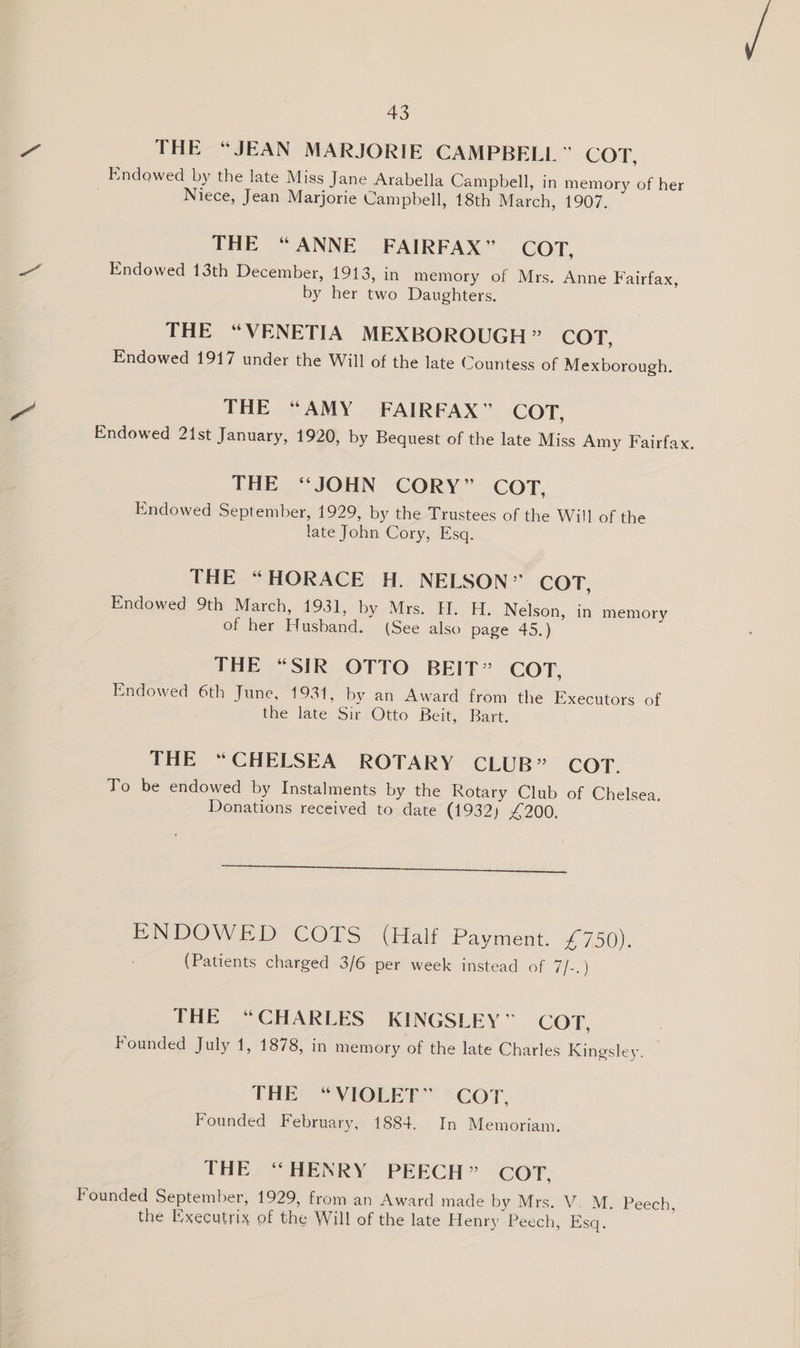 43
THE “JEAN MARJORIE CAMPBELL” COT,
Endowed by the late Miss Jane Arabella Campbell, in memory of her
Niece, Jean Marjorie Campbell, 18th March, 1907.
THE “ANNE FAIRFAX” COT,
Endowed 13th December, 1913, in memory of Mrs. Anne Fairfax,
by her two Daughters.
THE “VENETIA MEXBOROUGH” COT,
Endowed 1917 under the Will of the late Countess of Mexborough.
THE “AMY FAIRFAX” COT,
Endowed 21st January, 1920, by Bequest of the late Miss Amy Fairfax.
THE “JOHN CORY” COT,
Endowed September, 1929, by the Trustees of the Will of the
late John Cory, Esq.
THE “HORACE H. NELSON” COT,
Endowed 9th March, 1931, by Mrs. H. H. Nelson, in memory
of her Husband. (See also page 45.)
THE “SIR OTTO BEIT” COT,
Endowed 6th June, 1931, by an Award from the Executors of
the late Sir Otto Beit, Bart.
THE “CHELSEA ROTARY CLUB” COT.
To be endowed by Instalments by the Rotary Club of Chelsea.
Donations received to date (1932) £200.
ENDOWED COTS (Half Payment. £750).
(Patients charged 3/6 per week instead of 7/-.)
THE “CHARLES KINGSLEY” COT,
Founded July 1, 1878, in memory of the late Charles Kingsley.
THE “VIOLET” COT,
Founded February, 1884. In Memoriam.
THE “HENRY PEECH” COT,
Founded September, 1929, from an Award made by Mrs. V. M. Peech,
the Executrix of the Will of the late Henry Peech, Esq.